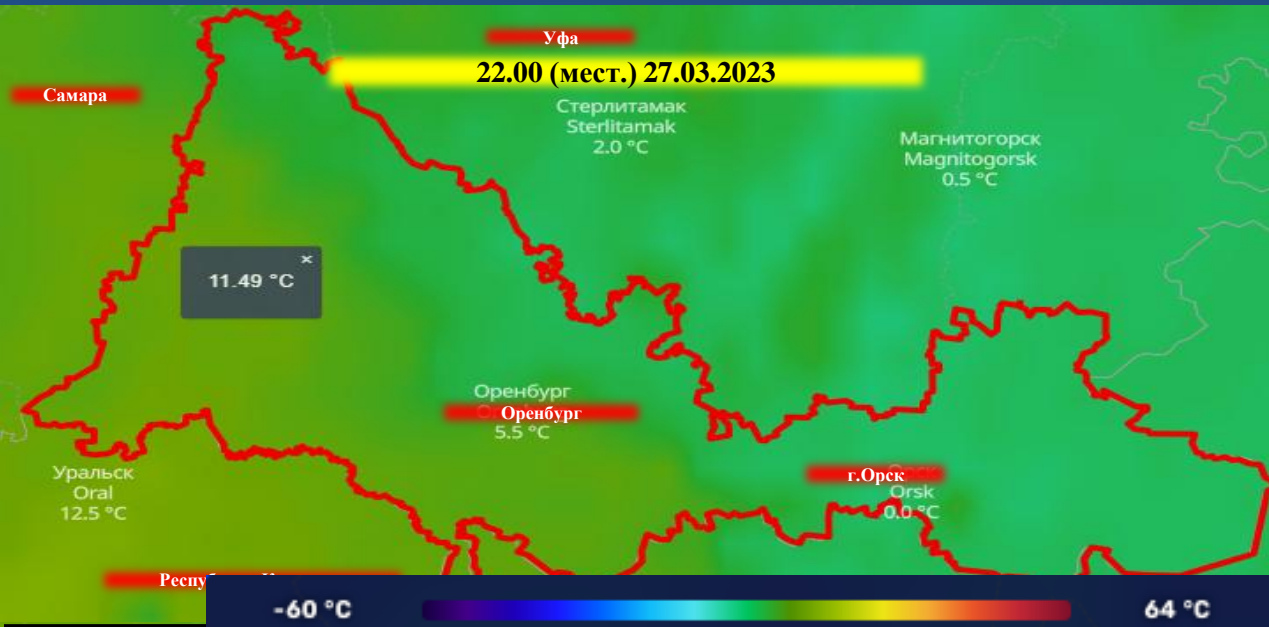 Уфа
22.00 (мест.) 27.03.2023
Самара
Стерлитамак
Sterlitamak
2.0 °C
Магнитогорск
Magnitogorsk
0.5 °C
×
11.49 °C
Оренбург
Оренбург
5.5 °C
Уральск
Oral
12.5 °C
г.Орск
Orsk
0.0 °C
-60 °C
64 °C